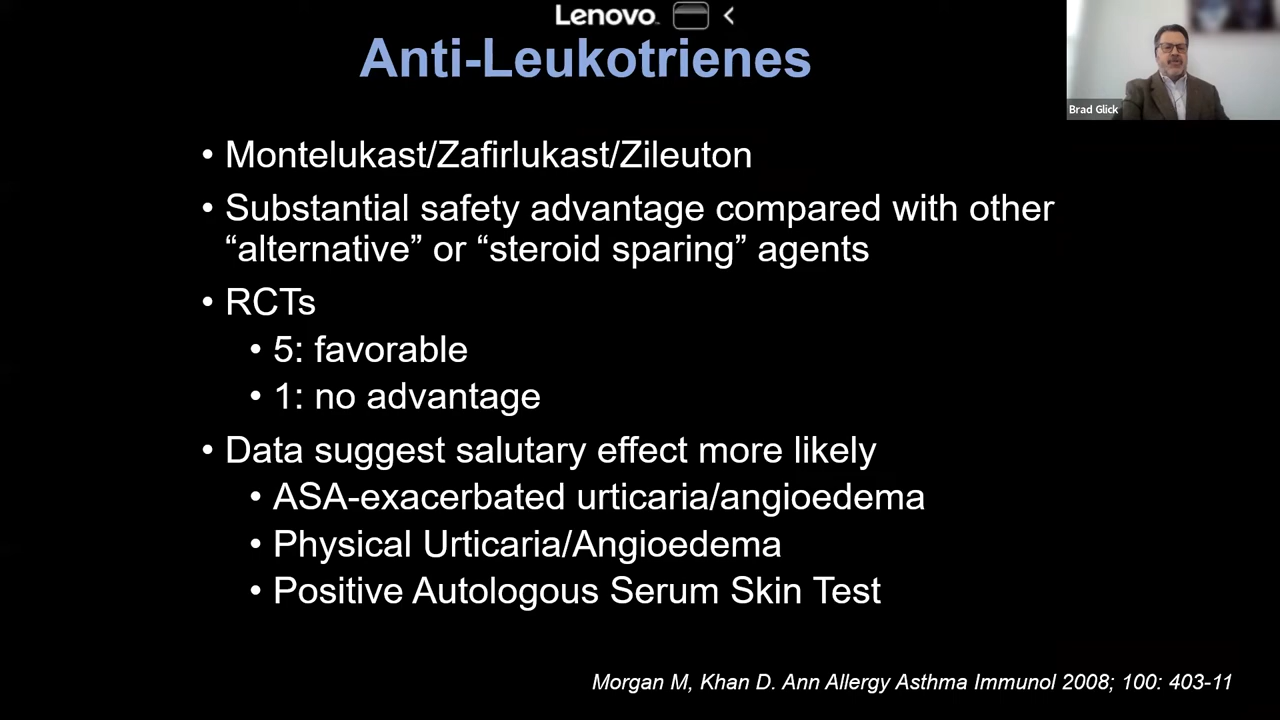 Lenovo™
Anti-Leukotrienes
Brad Glick
• Montelukast/Zafirlukast/Zileuton
• Substantial safety advantage compared with other
“alternative” or “steroid sparing” agents
• RCTs
• 5: favorable
• 1: no advantage
• Data suggest salutary effect more likely
• ASA-exacerbated urticaria/angioedema
• Physical Urticaria/Angioedema
• Positive Autologous Serum Skin Test
Morgan M, Khan D. Ann Allergy Asthma Immunol 2008; 100: 403-11